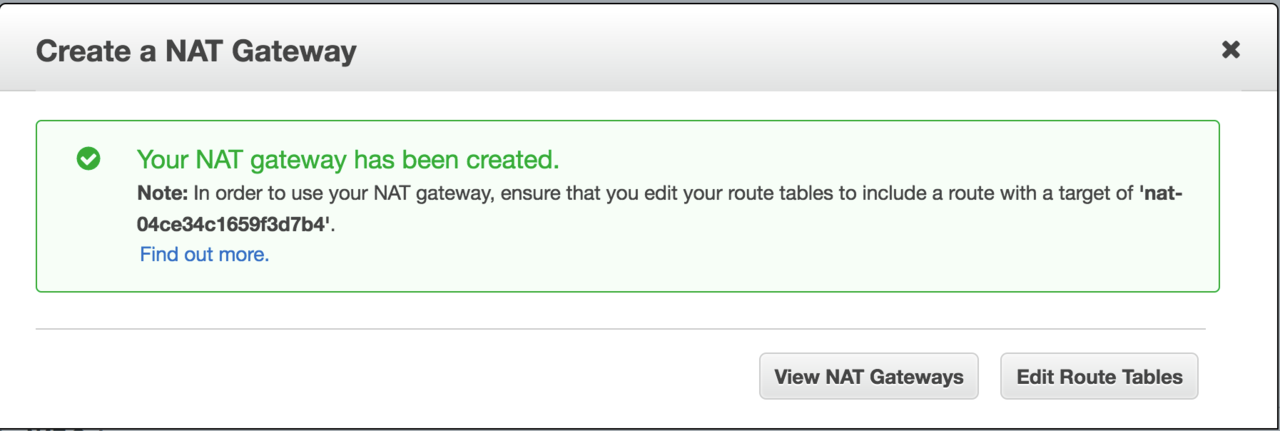 Create a NAT Gateway
Your NAT gateway has been created.
Note: In order to use your NAT gateway, ensure that you edit your route tables to include a route with a target of 'nat-
04ce34c1659f3d7b4'.
Find out more.
View NAT Gateways
Edit Route Tables